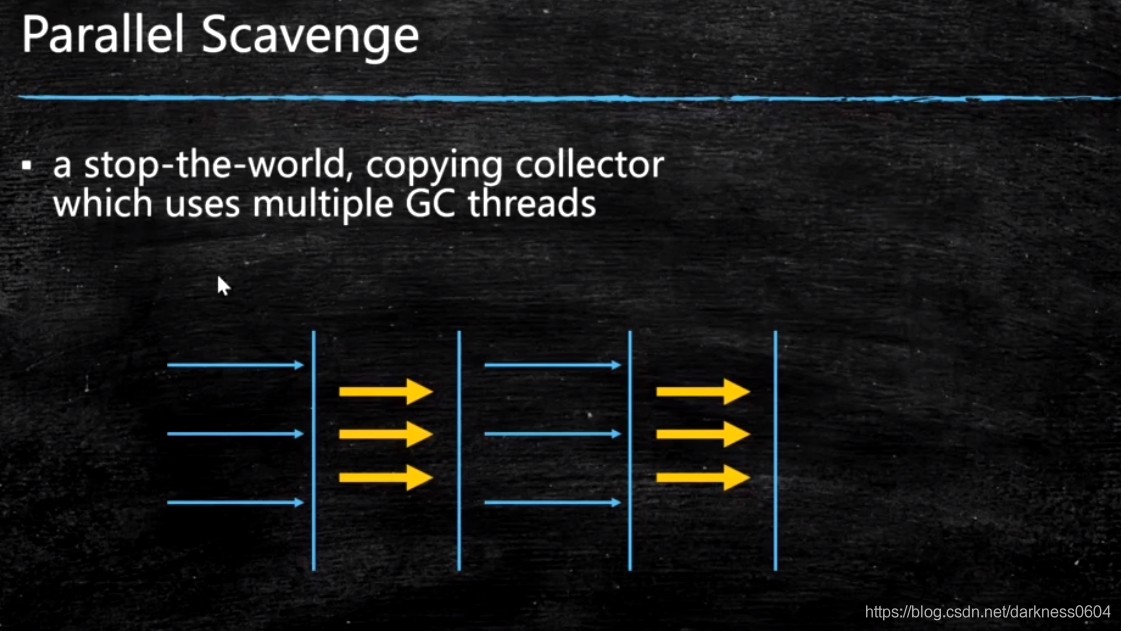 Parallel Scavenge
▪ a stop-the-world, copying collector
which uses multiple GC threads
https://blog.csdn.net/darkness0604